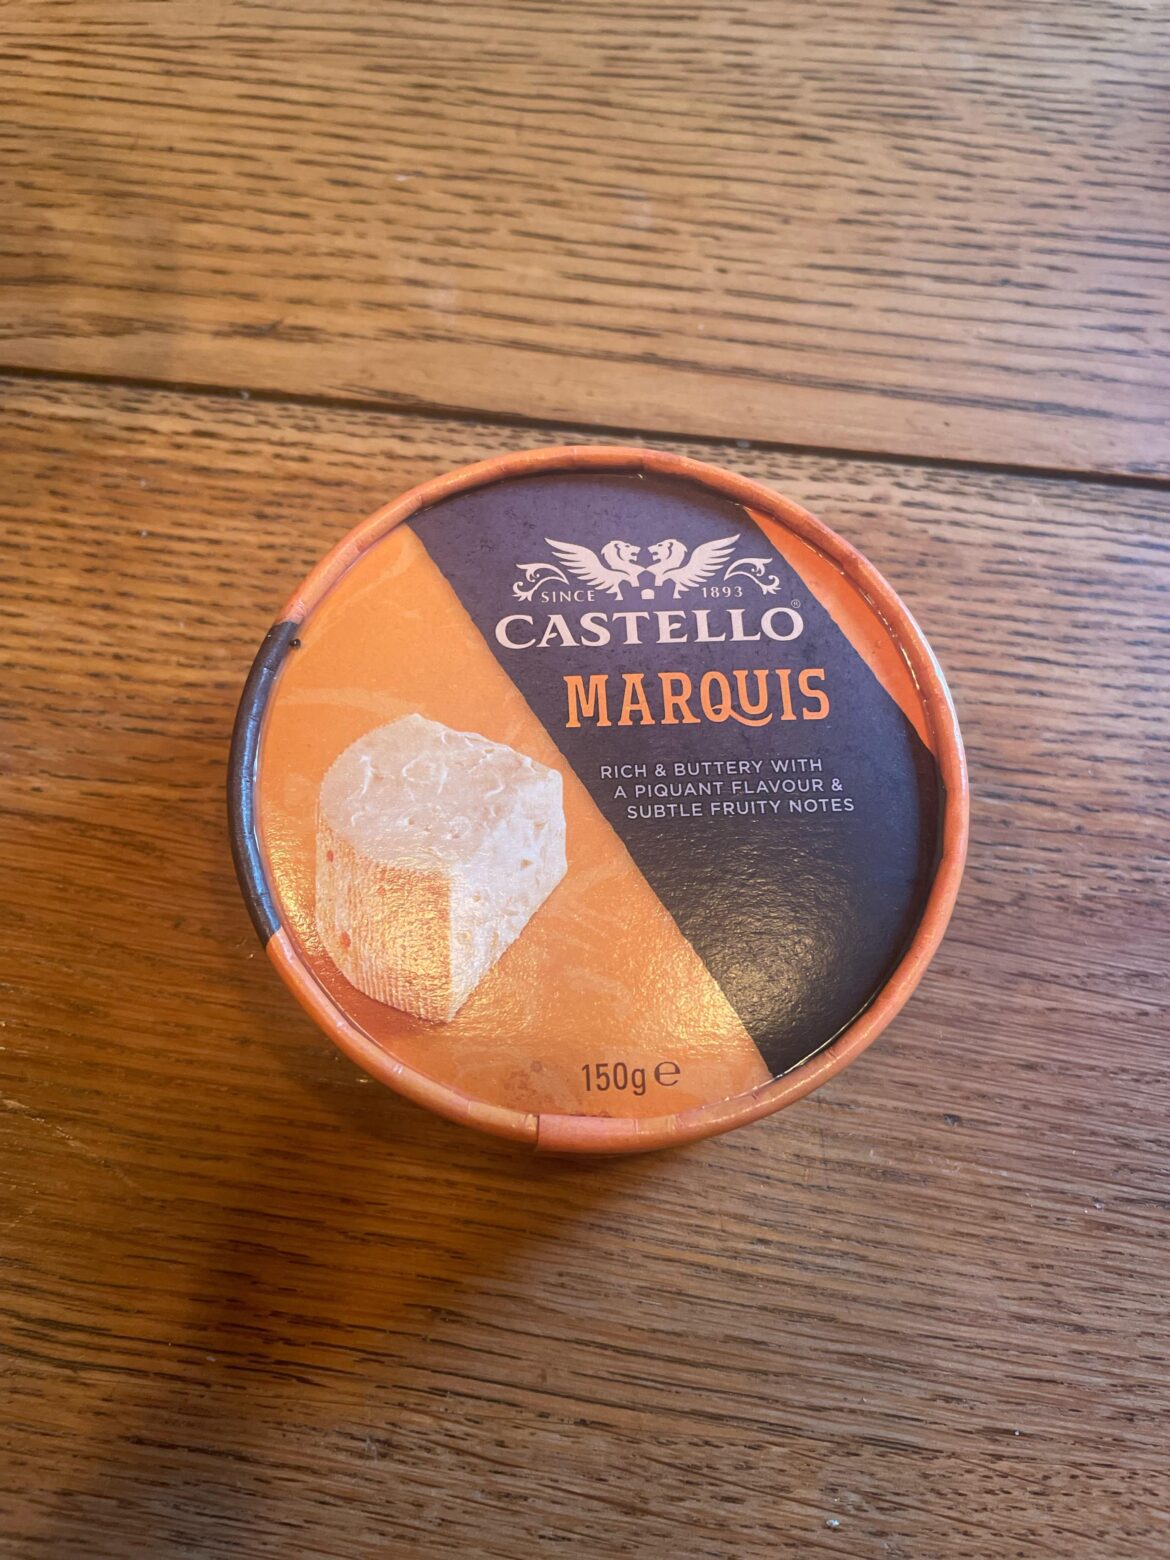 SINCE 1893
CASTELLO®
MARQUIS
RICH & BUTTERY WITH
A PIQUANT FLAVOUR &
SUBTLE FRUITY NOTES
150g ℮